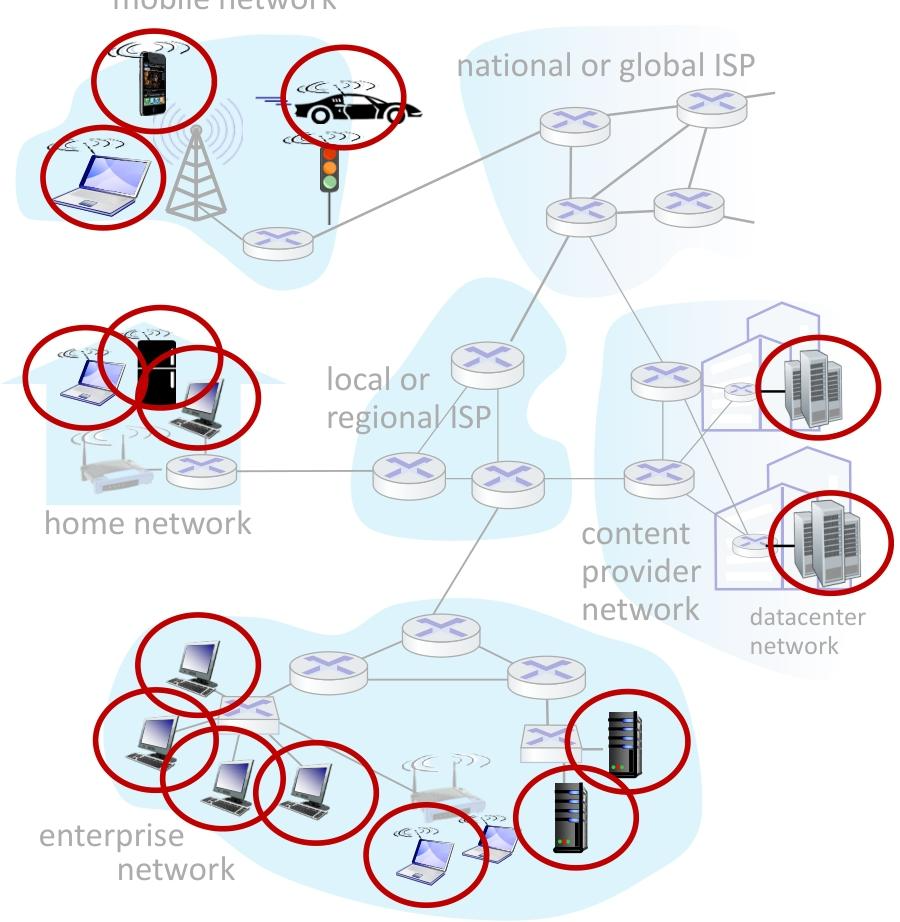 mobile network
national or global ISP
local or
regional ISP
home network
content
provider
network
datacenter
network
enterprise
network